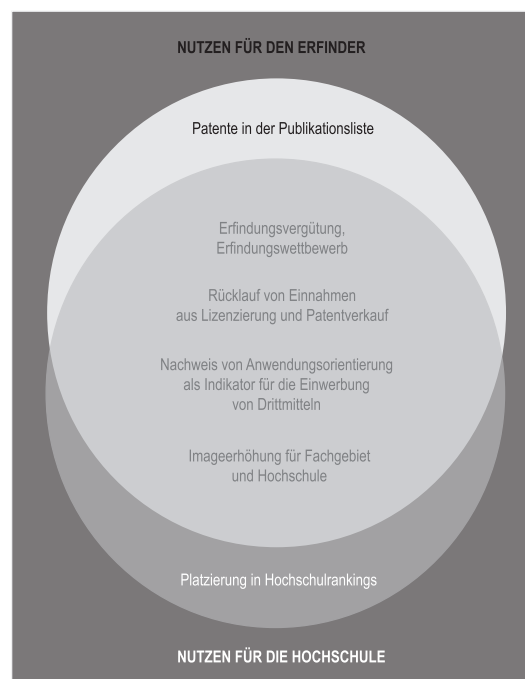 NUTZEN FÜR DEN ERFINDER
Patente in der Publikationsliste
Erfindungsvergütung,
Erfindungswettbewerb
Rücklauf von Einnahmen
aus Lizenzierung und Patentverkauf
Nachweis von Anwendungsorientierung
als Indikator für die Einwerbung
von Drittmitteln
Imageerhöhung für Fachgebiet
und Hochschule
Platzierung in Hochschulrankings
NUTZEN FÜR DIE HOCHSCHULE